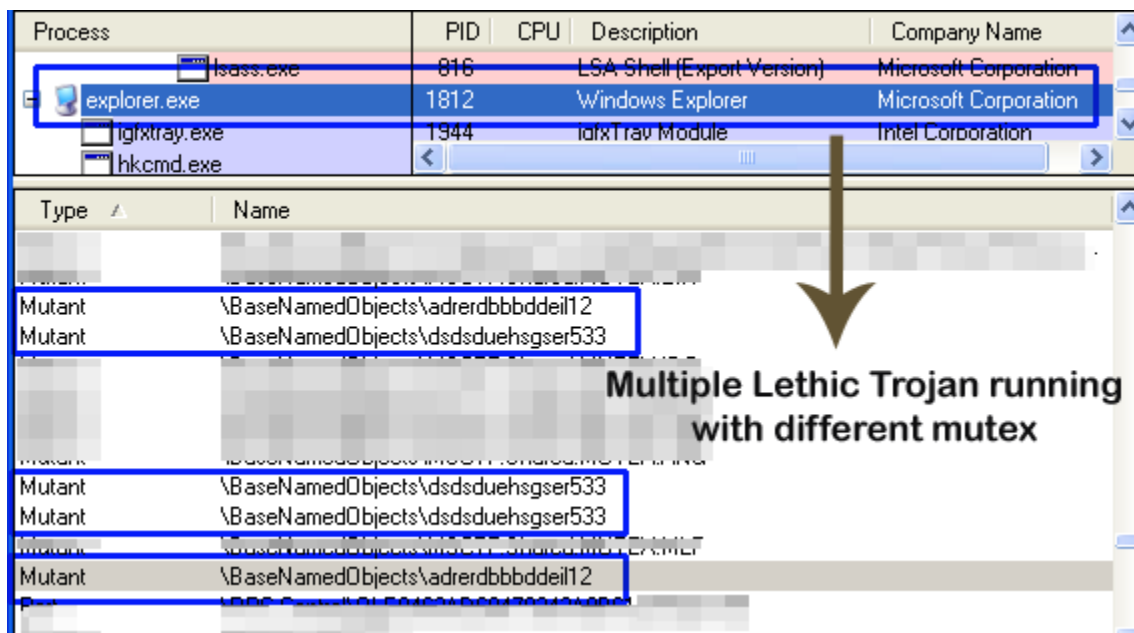 Process PID CPU Description Company Name
lsass.exe 816 LSA Shell (Export Version) Microsoft Corporation
explorer.exe 1812 Windows Explorer Microsoft Corporation
igfxtray.exe 1944 igfxTray Module Intel Corporation
hkcmd.exe
Type Name
Mutant \BaseNamedObjects\adrerdbbbddeil12
Mutant \BaseNamedObjects\dsdsduehsgser533
Multiple Lethic Trojan running
with different mutex
Mutant \BaseNamedObjects\dsdsduehsgser533
Mutant \BaseNamedObjects\dsdsduehsgser533
Mutant \BaseNamedObjects\adrerdbbbddeil12